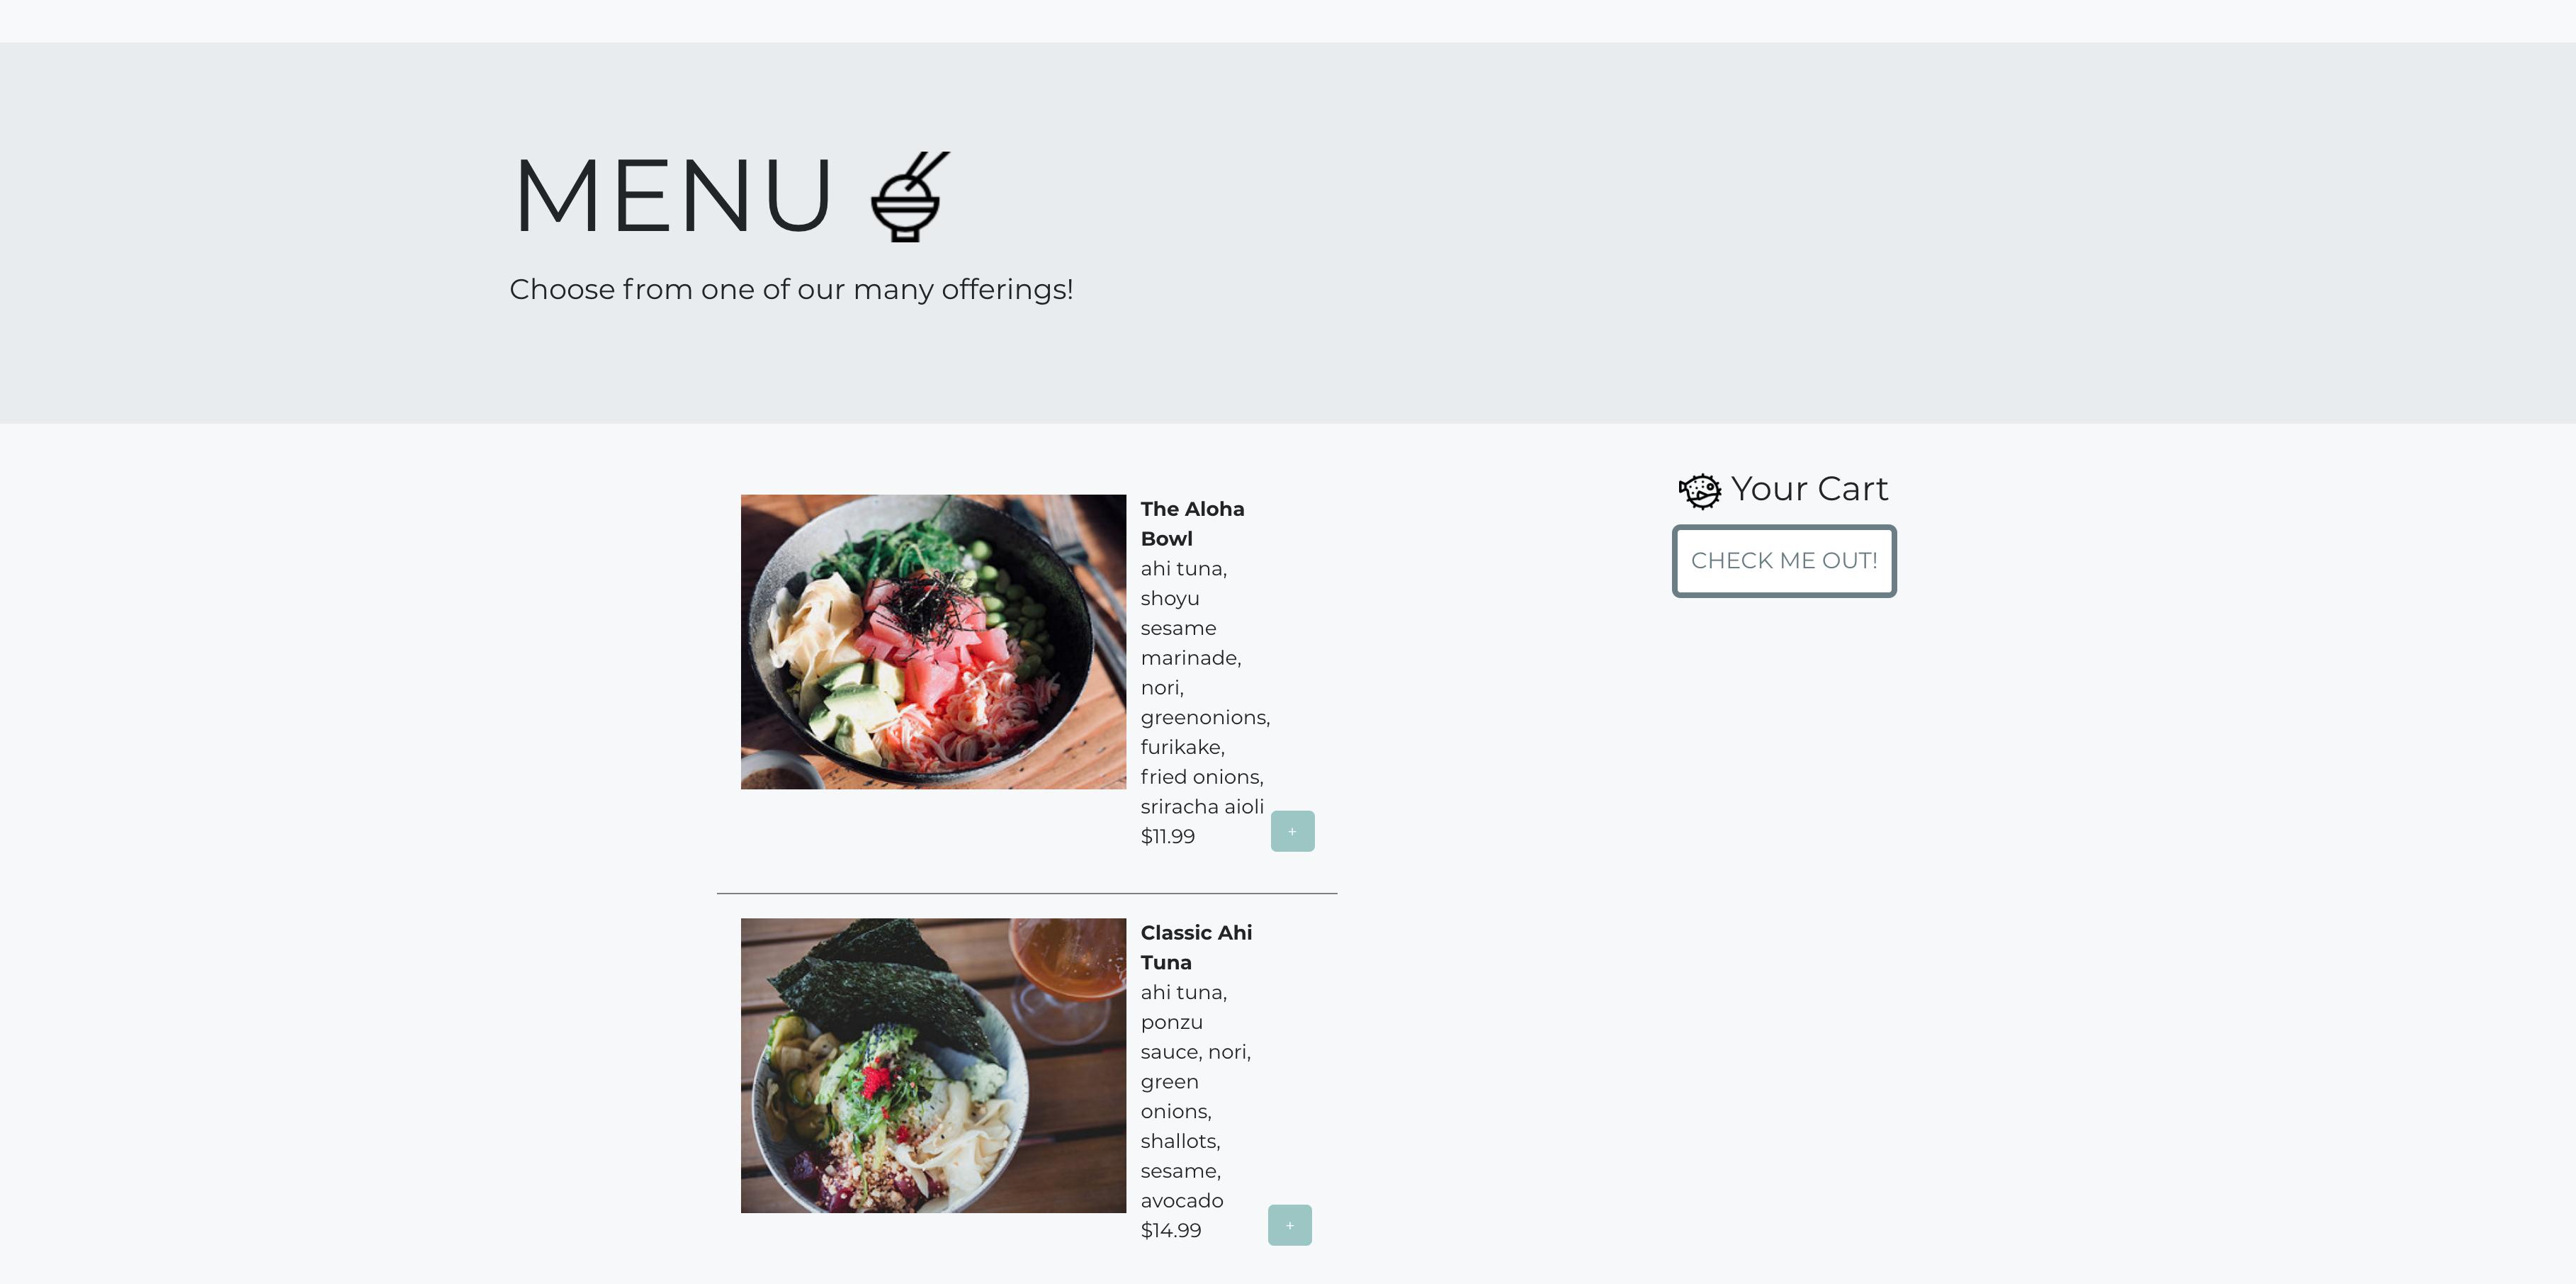 MENU
Choose from one of our many offerings!
The Aloha
Bowl
ahi tuna,
shoyu
sesame
marinade,
nori,
greenonions,
furikake,
fried onions,
sriracha aioli
$11.99
+
Classic Ahi
Tuna
ahi tuna,
ponzu
sauce, nori,
green
onions,
shallots,
sesame,
avocado
$14.99
+
Your Cart
CHECK ME OUT!